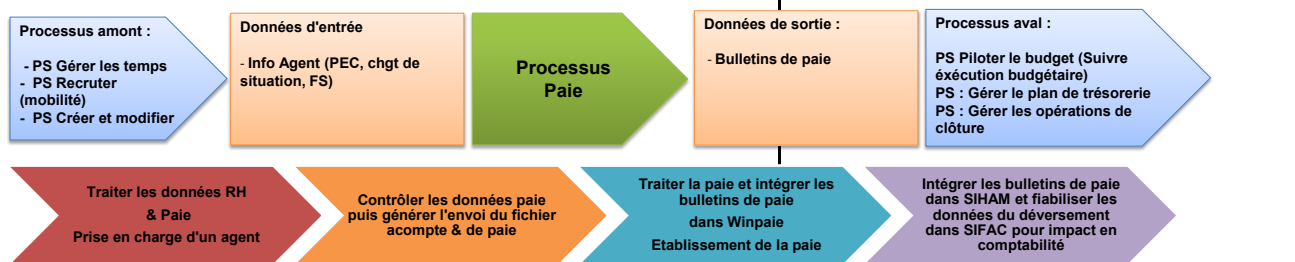 Processus amont :
- PS Gérer les temps
- PS Recruter
(mobilité)
- PS Créer et modifier
Données d'entrée
- Info Agent (PEC, chgt de
situation, FS)
Processus
Paie
Données de sortie :
- Bulletins de paie
Processus aval :
PS Piloter le budget (Suivre
éxécution budgétaire)
PS : Gérer le plan de trésorerie
PS : Gérer les opérations de
clôture
Traiter les données RH
& Paie
Prise en charge d'un agent
Contrôler les données paie
puis générer l'envoi du fichier
acompte & de paie
Traiter la paie et intégrer les
bulletins de paie
dans Winpaie
Etablissement de la paie
Intégrer les bulletins de paie
dans SIHAM et fiabiliser les
données du déversement
dans SIFAC pour impact en
comptabilité